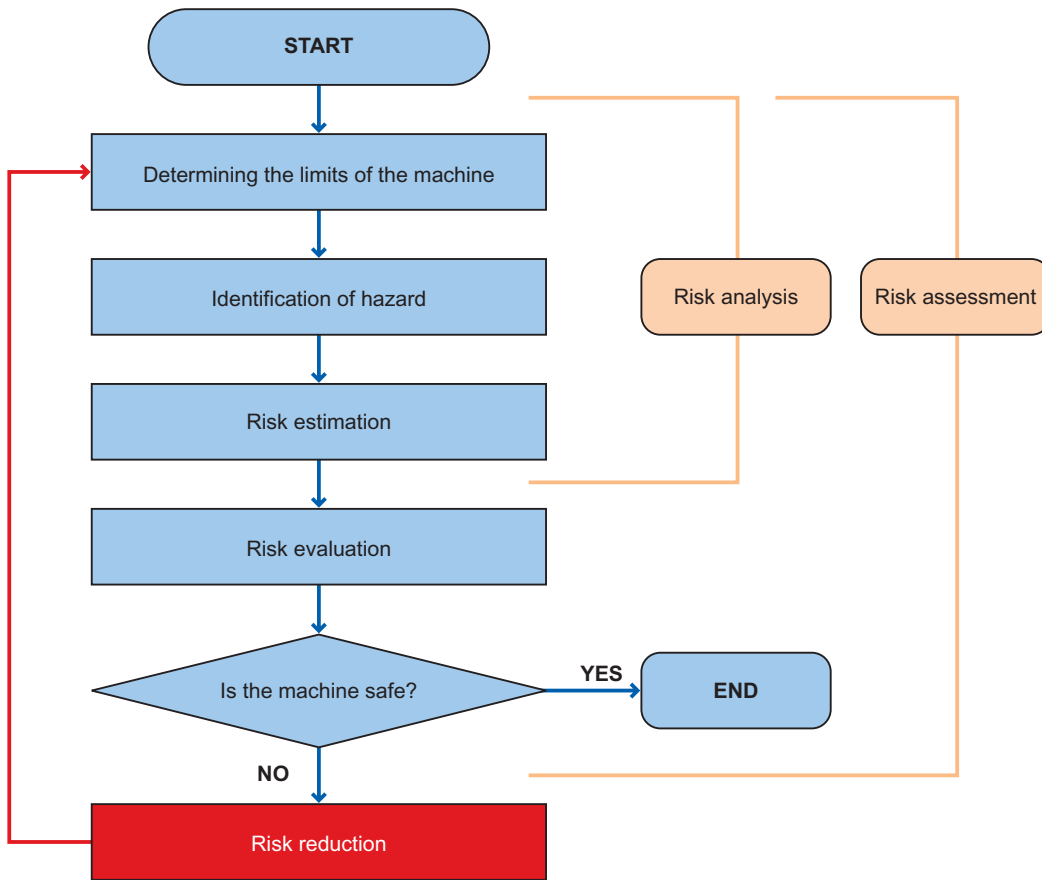 START
Determining the limits of the machine
Identification of hazard
Risk analysis
Risk assessment
Risk estimation
Risk evaluation
Is the machine safe?
YES
END
NO
Risk reduction